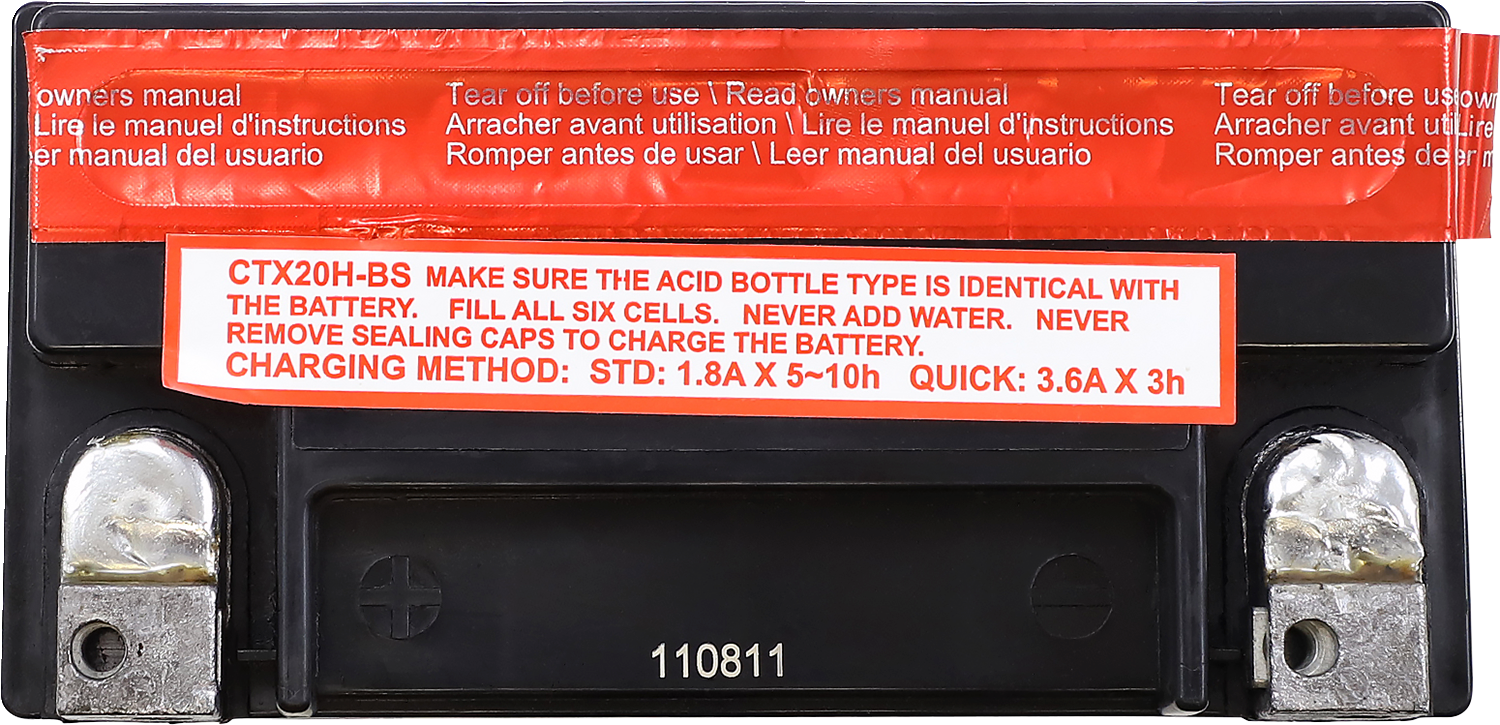 owners manual Tear off before use \ Read owners manual Tear off before us own
Lire le manuel d'instructions Arracher avant utilisation \ Lire le manuel d'instructions Arracher avant uti Lire
er manual del usuario Romper antes de usar \ Leer manual del usuario Romper antes de er m
CTX20H-BS MAKE SURE THE ACID BOTTLE TYPE IS IDENTICAL WITH
THE BATTERY. FILL ALL SIX CELLS. NEVER ADD WATER. NEVER
REMOVE SEALING CAPS TO CHARGE THE BATTERY.
CHARGING METHOD: STD: 1.8A X 5~10h QUICK: 3.6A X 3h
110811